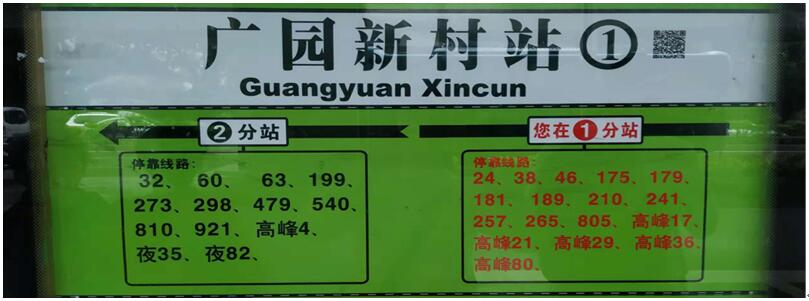 广园新村站①
Guangyuan Xincun
❷分站
您在❶分站
停靠线路：
32、 60、 63、199、
273、298、479、540、
810、921、高峰4、
夜35、夜82、
停靠线路：
24、38、46、175、179、
181、189、210、241、
257、265、805、高峰17、
高峰21、高峰29、高峰36、
高峰80、